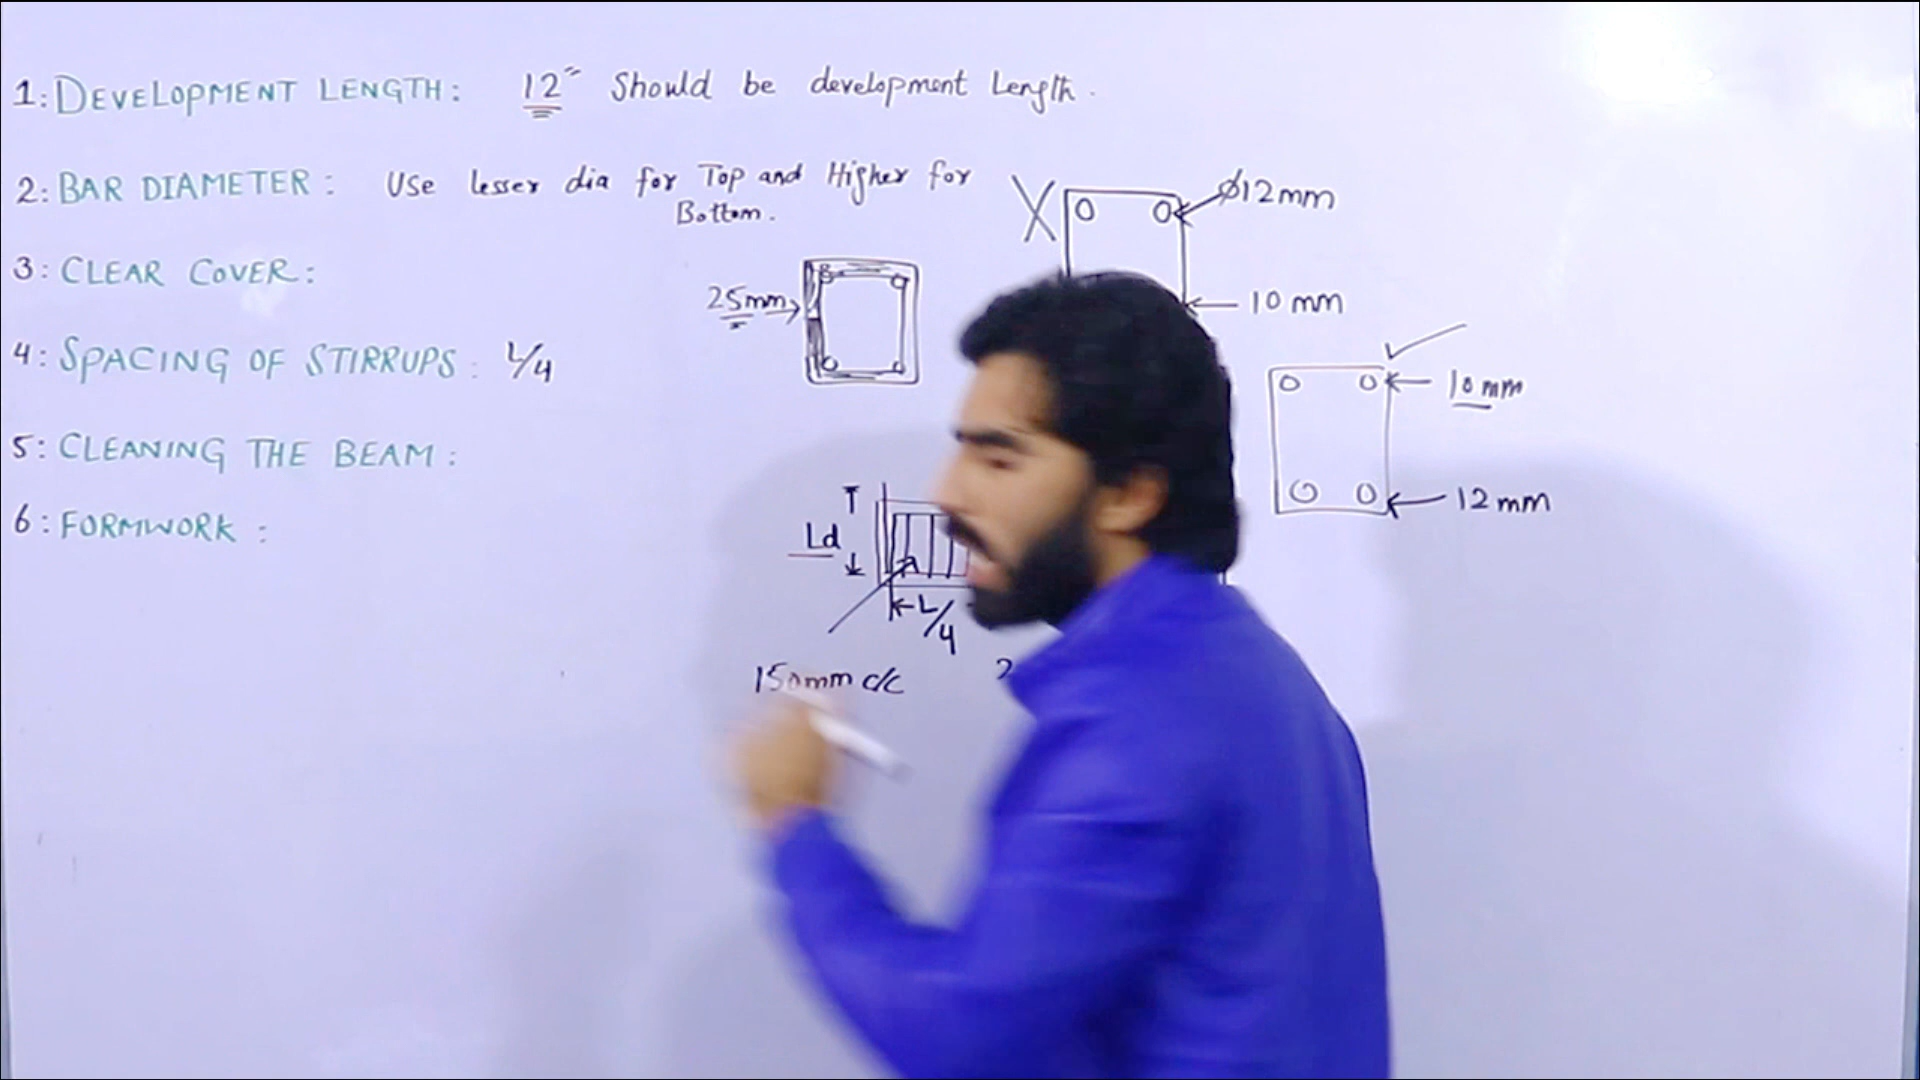 1: DEVELOPMENT LENGTH: 12" Should be development Length.
2: BAR DIAMETER: Use lesser dia for Top and Higher for
Bottom.
ϕ12mm
3: CLEAR COVER:
25mm
10 mm
4: SPACING OF STIRRUPS: L/4
10 mm
5: CLEANING THE BEAM:
12 mm
6: FORMWORK:
Ld
L/4
150mm c/c
2